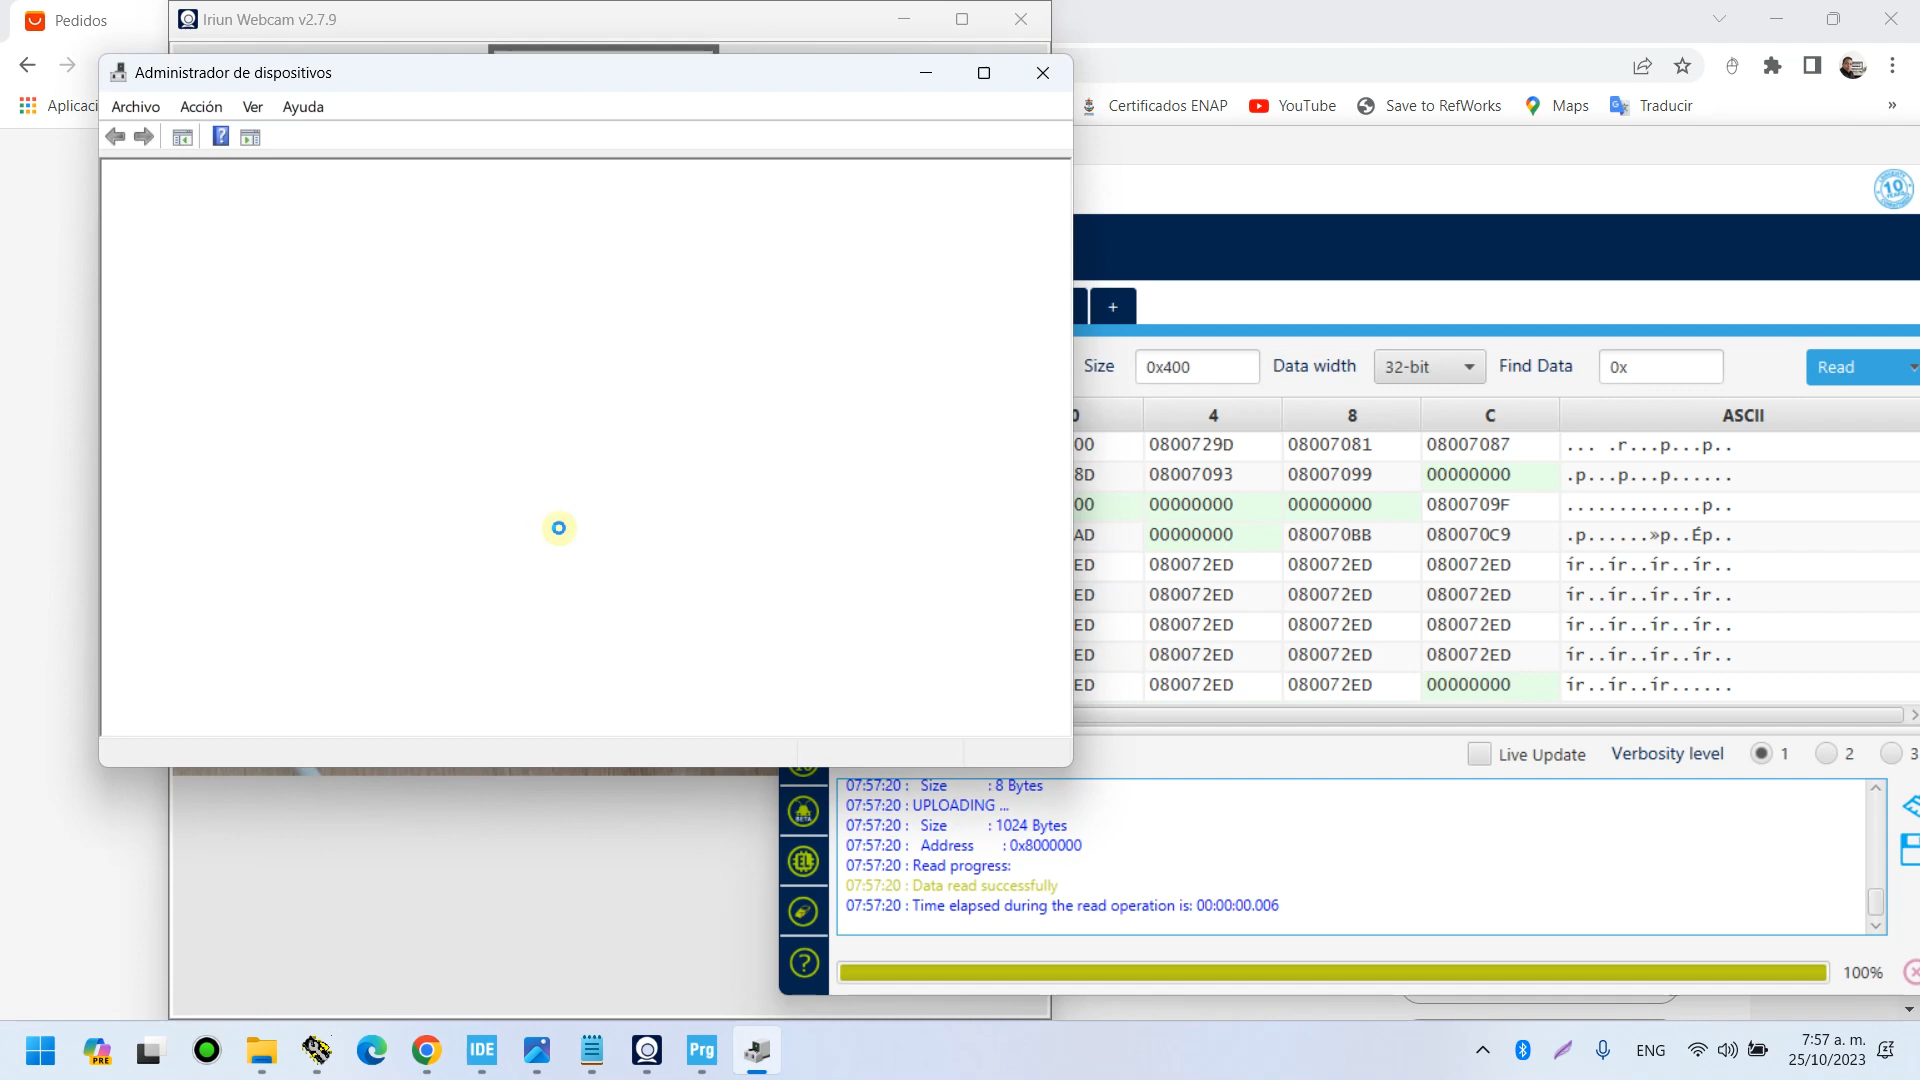 Pedidos
Iriun Webcam v2.7.9
Administrador de dispositivos
Archivo Acción Ver Ayuda
Aplicaci
Certificados ENAP YouTube Save to RefWorks Maps Traducir »
10
+
Size 0x400 Data width 32-bit Find Data 0x Read
4 8 C ASCII
00 0800729D 08007081 08007087 ... .r...p...p..
8D 08007093 08007099 00000000 .p...p...p......
00 00000000 00000000 0800709F .............p..
AD 00000000 080070BB 080070C9 .p......»p..Ép..
ED 080072ED 080072ED 080072ED ír..ír..ír..ír..
ED 080072ED 080072ED 080072ED ír..ír..ír..ír..
ED 080072ED 080072ED 080072ED ír..ír..ír..ír..
ED 080072ED 080072ED 080072ED ír..ír..ír..ír..
ED 080072ED 080072ED 00000000 ír..ír..ír......
Live Update Verbosity level 1 2 3
07:57:20 : Size : 8 Bytes
07:57:20 : UPLOADING ...
07:57:20 : Size : 1024 Bytes
07:57:20 : Address : 0x8000000
07:57:20 : Read progress:
07:57:20 : Data read successfully
07:57:20 : Time elapsed during the read operation is: 00:00:00.006
BETA
EL
?
100%
PRE
IDE
Prg
ENG
7:57 a. m.
25/10/2023